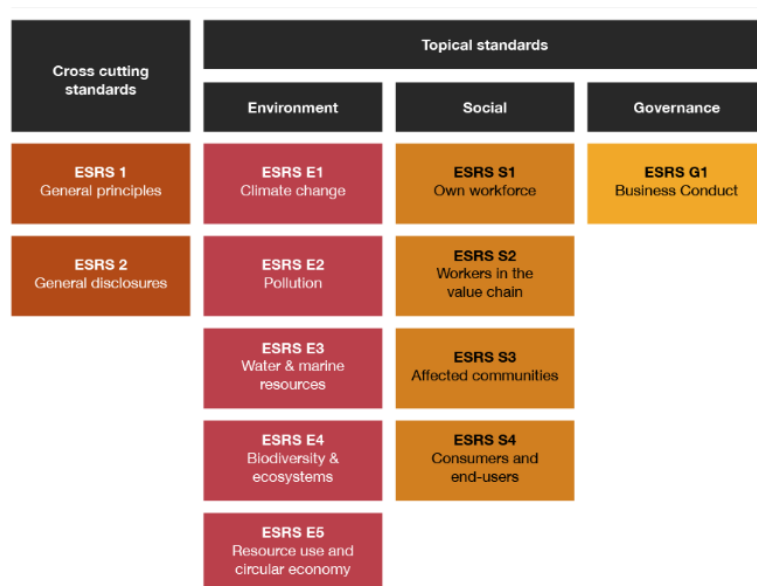 Cross cutting
standards
Topical standards
Environment
Social
Governance
ESRS 1
General principles
ESRS E1
Climate change
ESRS S1
Own workforce
ESRS G1
Business Conduct
ESRS 2
General disclosures
ESRS E2
Pollution
ESRS S2
Workers in the
value chain
ESRS E3
Water & marine
resources
ESRS S3
Affected communities
ESRS E4
Biodiversity &
ecosystems
ESRS S4
Consumers and
end-users
ESRS E5
Resource use and
circular economy